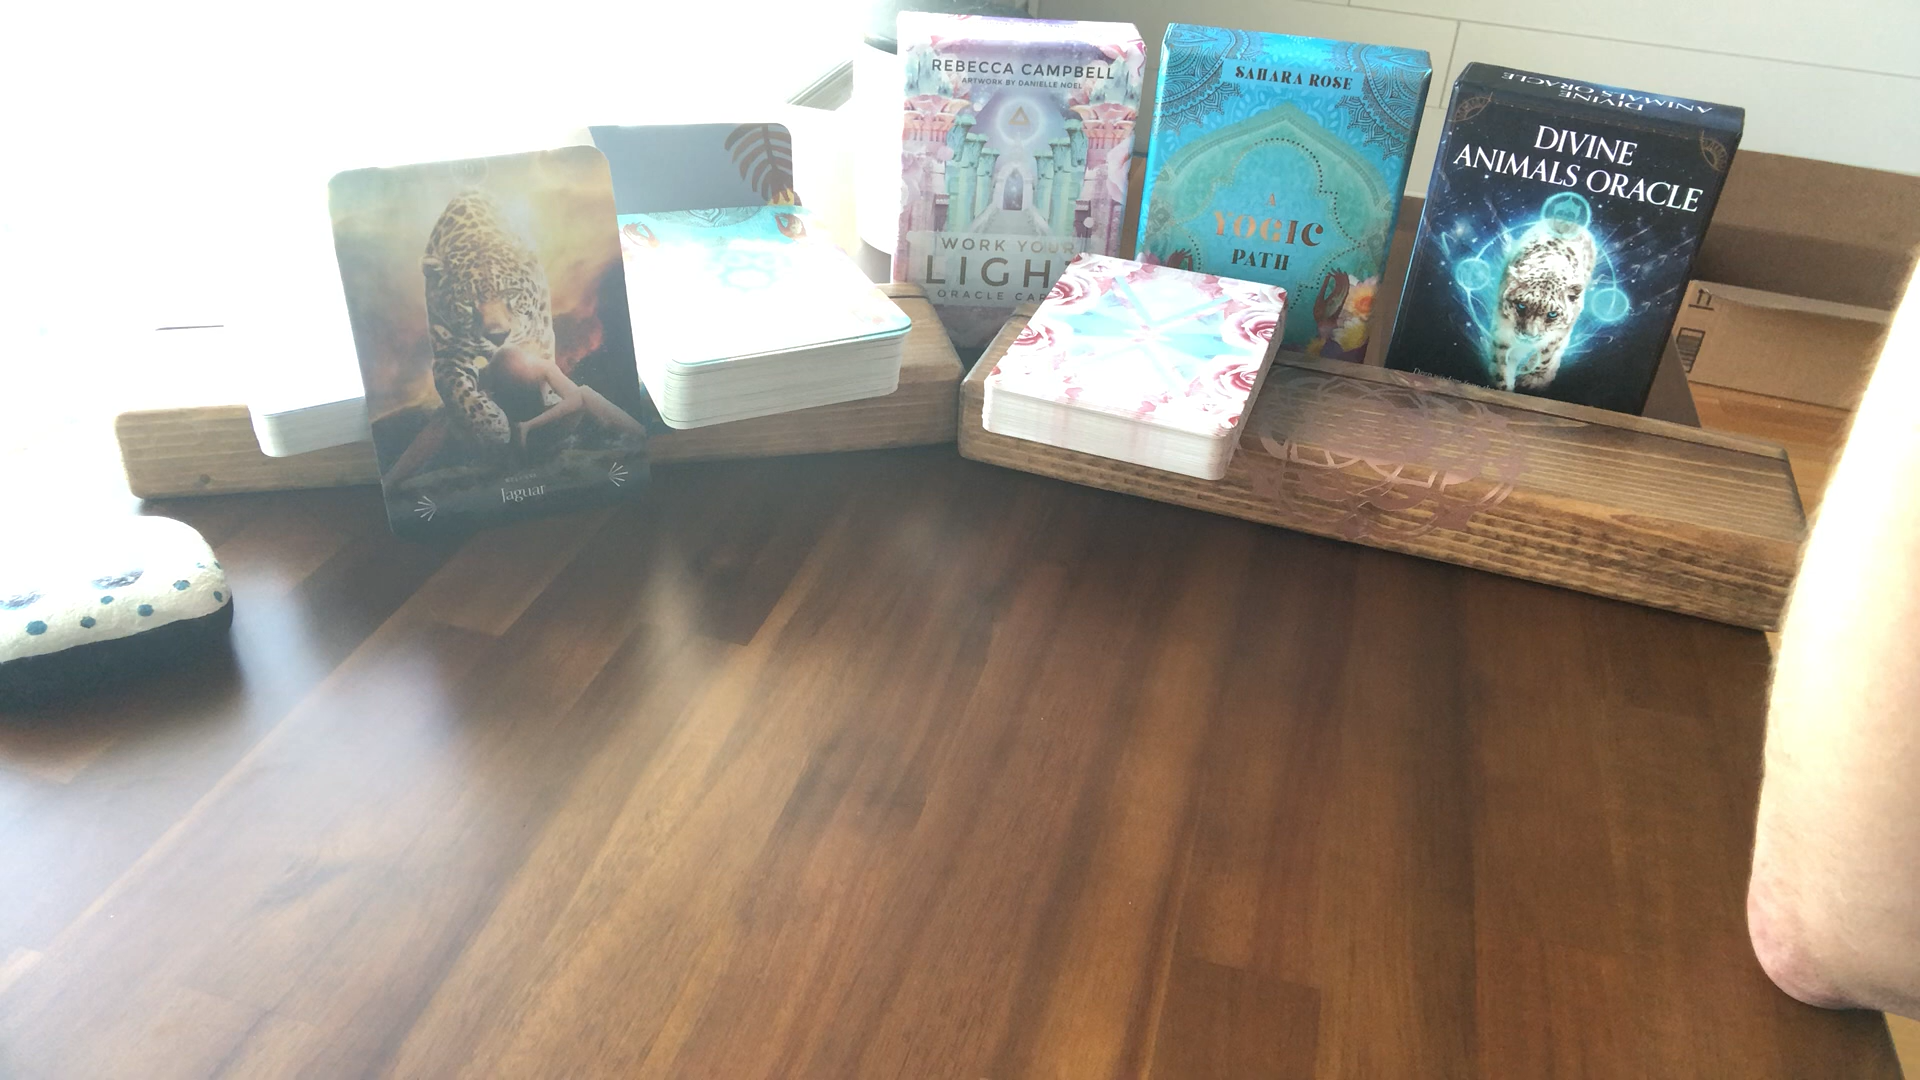 REBECCA CAMPBELL
ARTWORK BY DANIELLE NOEL
WORK YOUR
LIGH
ORACLE CAR
SAHARA ROSE
A
YOGIC
PATH
DIVINE
ANIMALS ORACLE
DIVINE
ANIMALS ORACLE
Jaguar